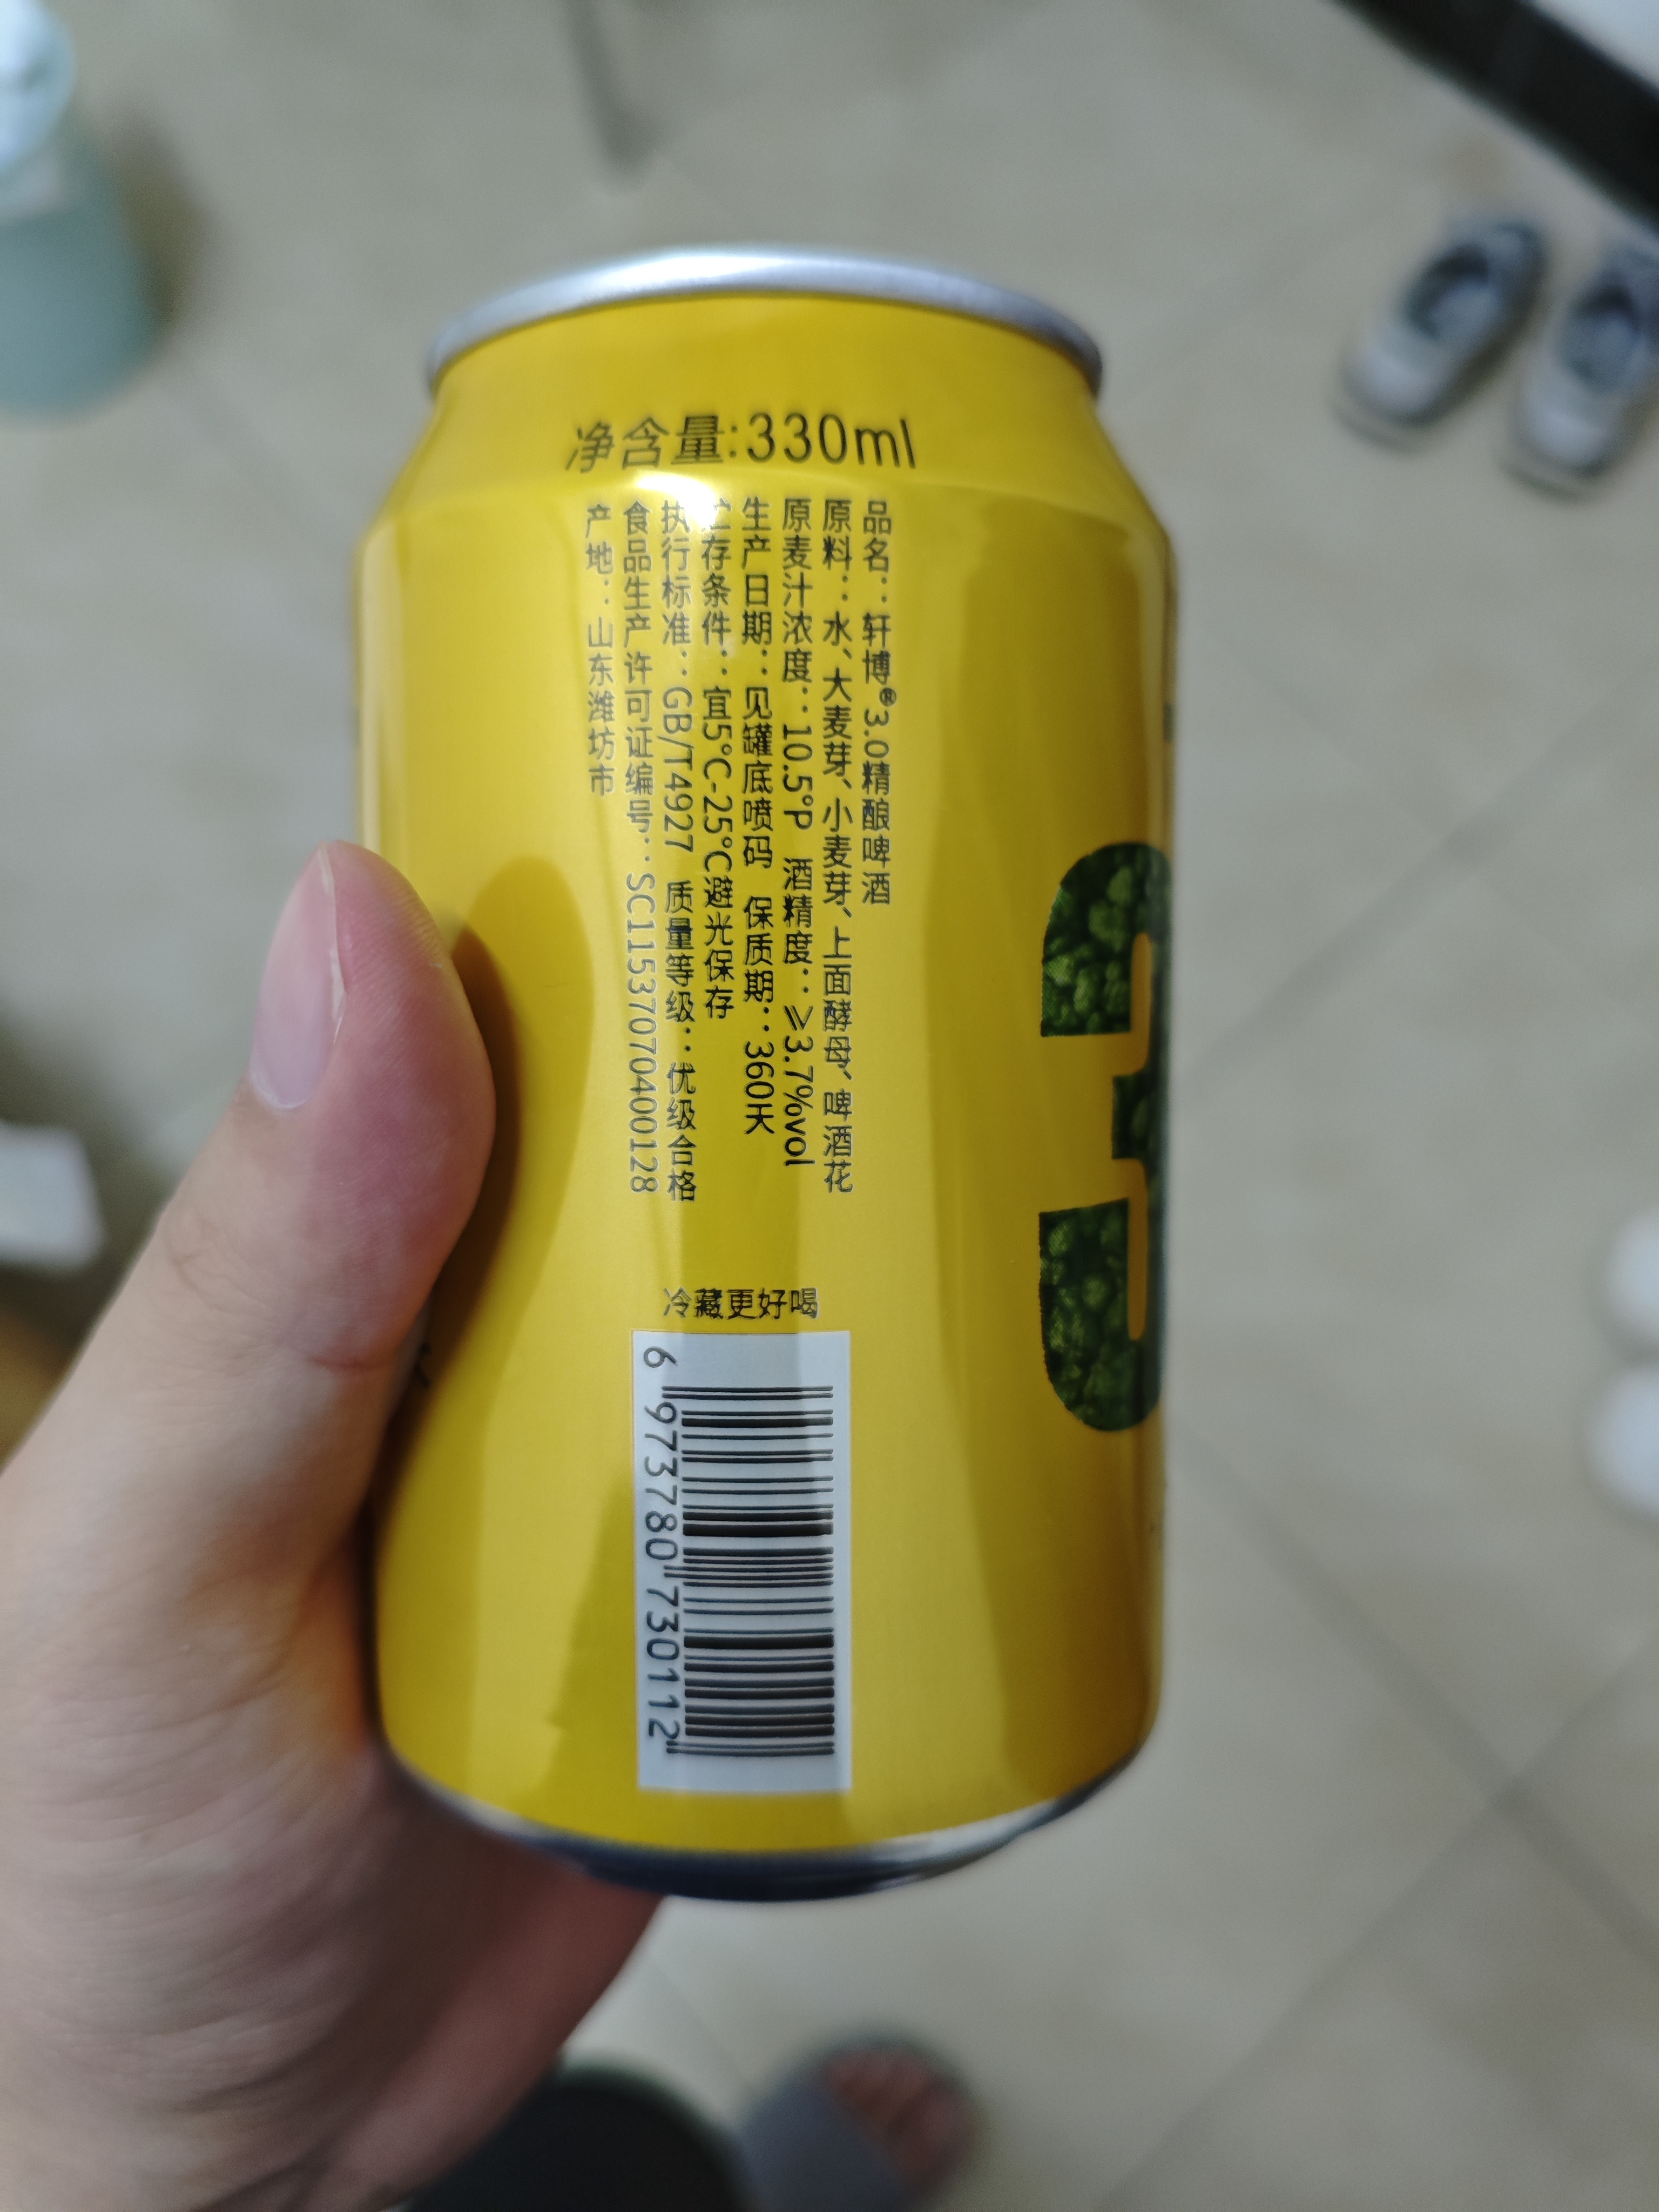 净含量:330ml
品名：轩博®3.0精酿啤酒
原料：水、大麦芽、小麦芽、上面酵母、啤酒花
原麦汁浓度：10.5°P 酒精度：≥3.7%vol
生产日期：见罐底喷码 保质期：360天
贮存条件：宜5°C-25°C避光保存
执行标准：GB/T4927 质量等级：优级合格
食品生产许可证编号：SC11537070400128
产地：山东潍坊市
冷藏更好喝
6 973780 730112